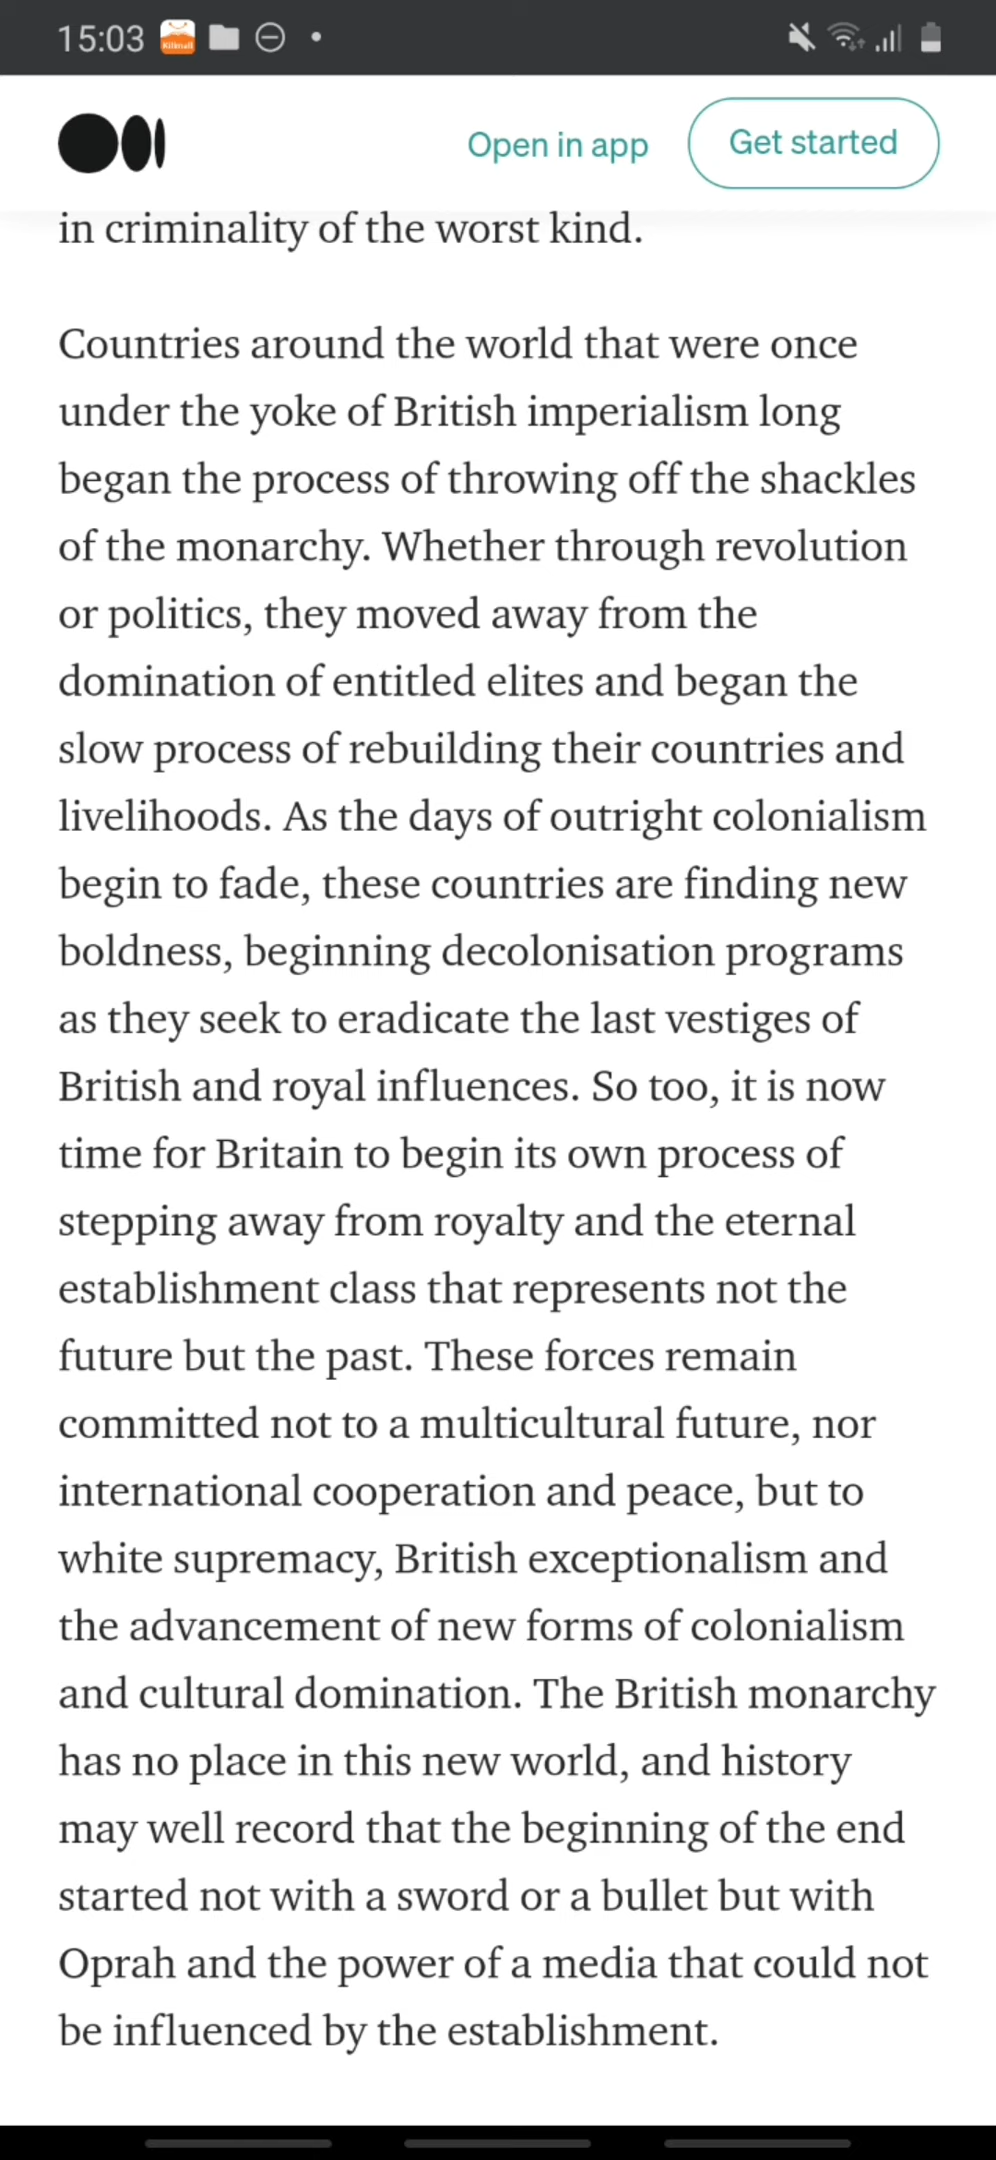 15:03
Kilimall
Open in app
Get started
in criminality of the worst kind.
Countries around the world that were once
under the yoke of British imperialism long
began the process of throwing off the shackles
of the monarchy. Whether through revolution
or politics, they moved away from the
domination of entitled elites and began the
slow process of rebuilding their countries and
livelihoods. As the days of outright colonialism
begin to fade, these countries are finding new
boldness, beginning decolonisation programs
as they seek to eradicate the last vestiges of
British and royal influences. So too, it is now
time for Britain to begin its own process of
stepping away from royalty and the eternal
establishment class that represents not the
future but the past. These forces remain
committed not to a multicultural future, nor
international cooperation and peace, but to
white supremacy, British exceptionalism and
the advancement of new forms of colonialism
and cultural domination. The British monarchy
has no place in this new world, and history
may well record that the beginning of the end
started not with a sword or a bullet but with
Oprah and the power of a media that could not
be influenced by the establishment.